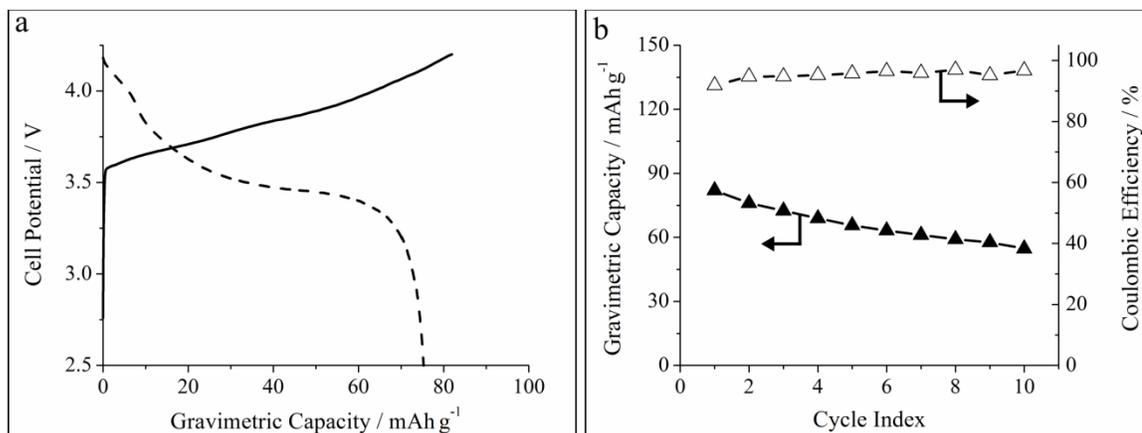 a
4.0
3.5
3.0
2.5
Cell Potential / V
0 20 40 60 80 100
Gravimetric Capacity / mAh g⁻¹
b
150
120
90
60
30
0
Gravimetric Capacity / mAh g⁻¹
100
80
60
40
20
0
Coulombic Efficiency / %
0 2 4 6 8 10
Cycle Index